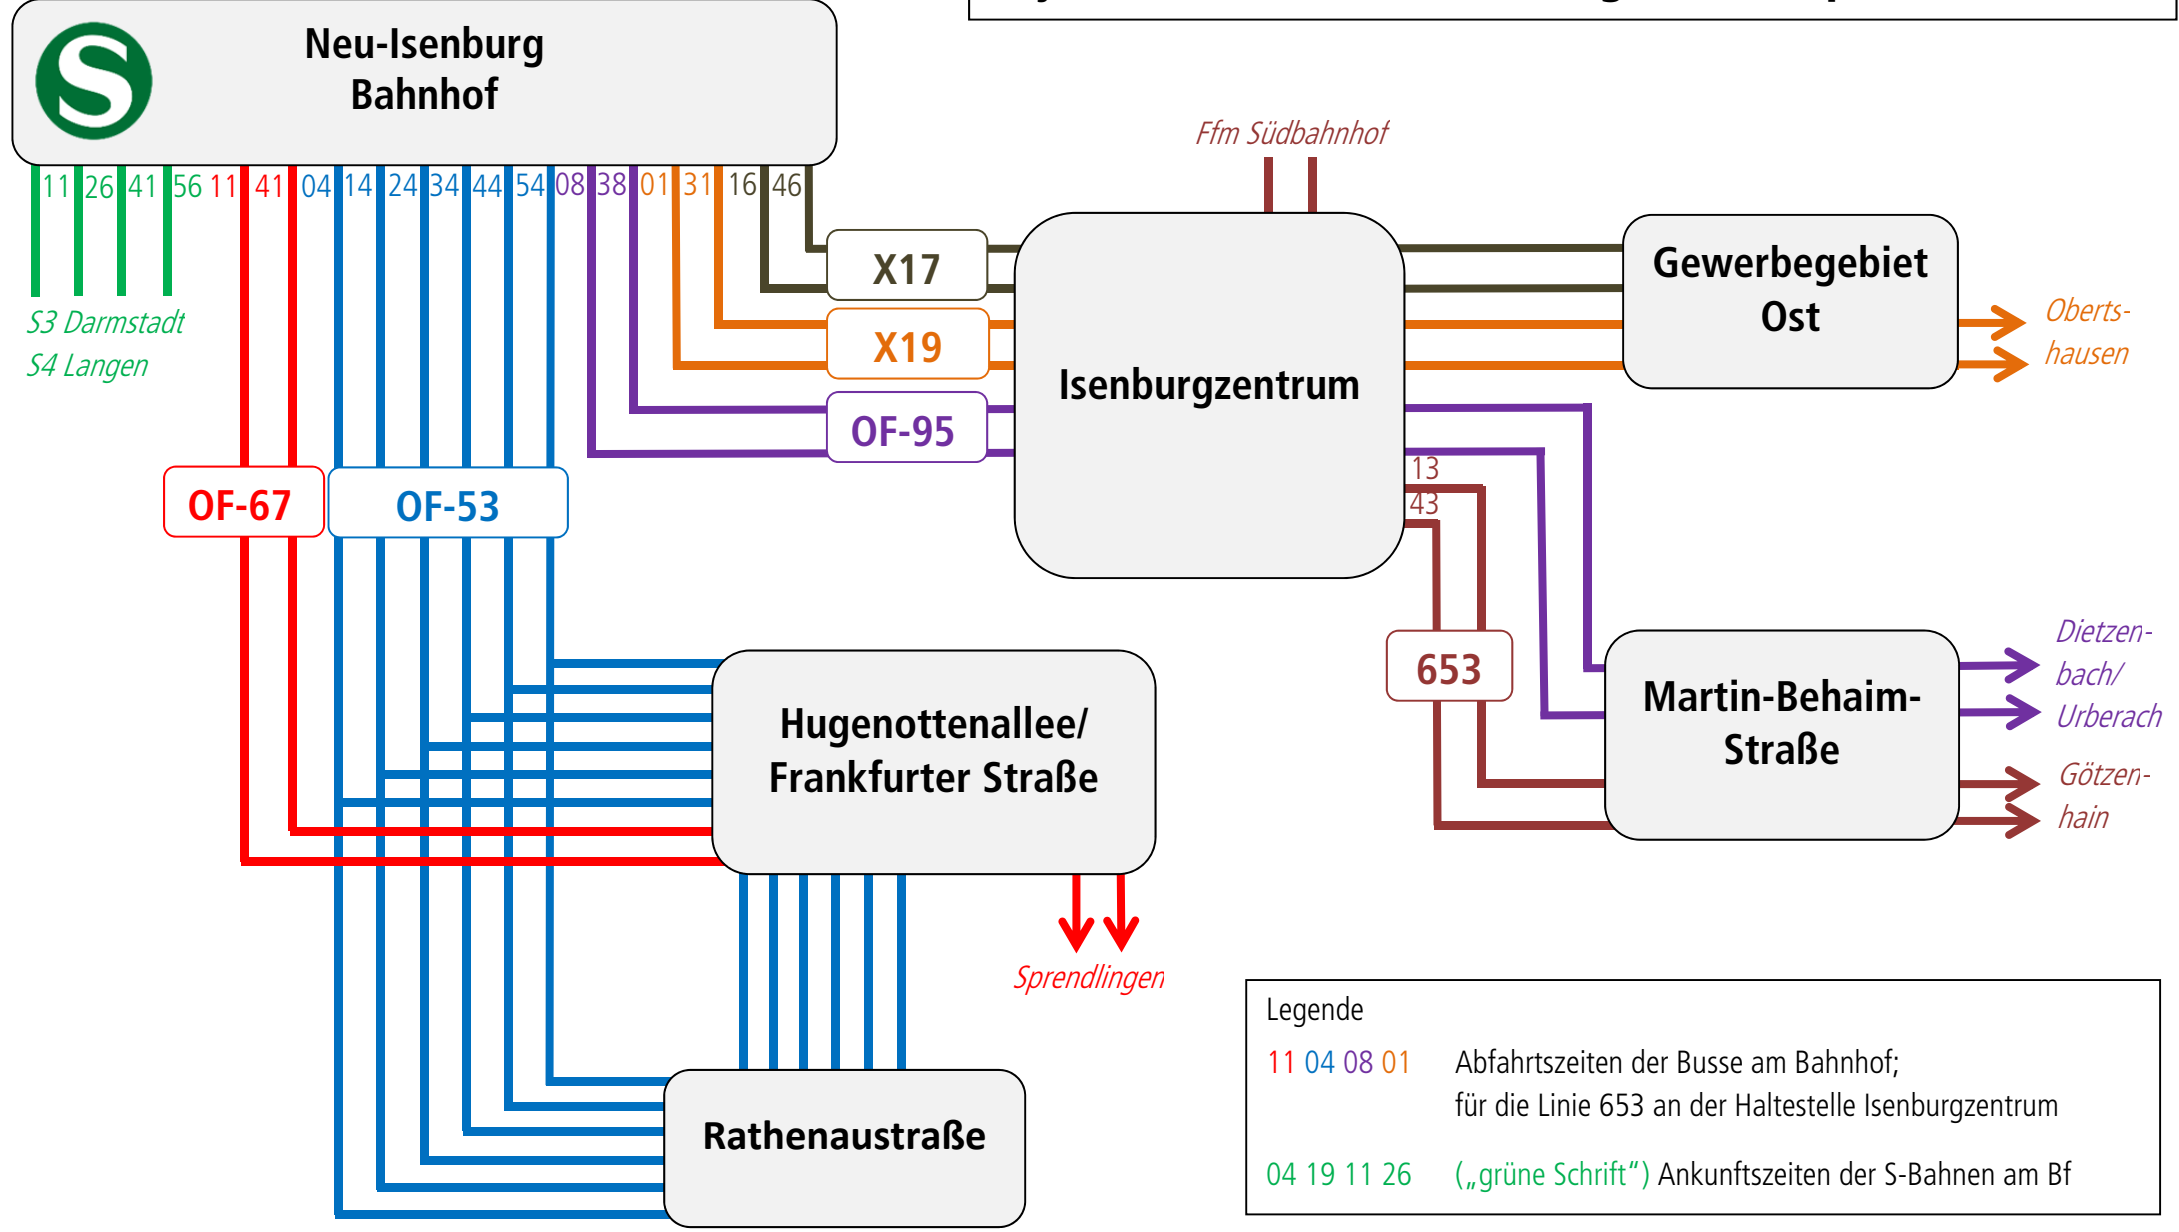 Neu-Isenburg
Bahnhof
S
11 26 41 56 11 41 04 14 24 34 44 54 08 38 01 31 16 46
S3 Darmstadt
S4 Langen
Ffm Südbahnhof
X17
X19
OF-95
OF-67
OF-53
Isenburgzentrum
13
43
Gewerbegebiet
Ost
Oberts-
hausen
653
Martin-Behaim-
Straße
Dietzen-
bach/
Urberach
Götzen-
hain
Hugenottenallee/
Frankfurter Straße
Sprendlingen
Rathenaustraße
Legende
11 04 08 01 Abfahrtszeiten der Busse am Bahnhof;
für die Linie 653 an der Haltestelle Isenburgzentrum
04 19 11 26 („grüne Schrift“) Ankunftszeiten der S-Bahnen am Bf